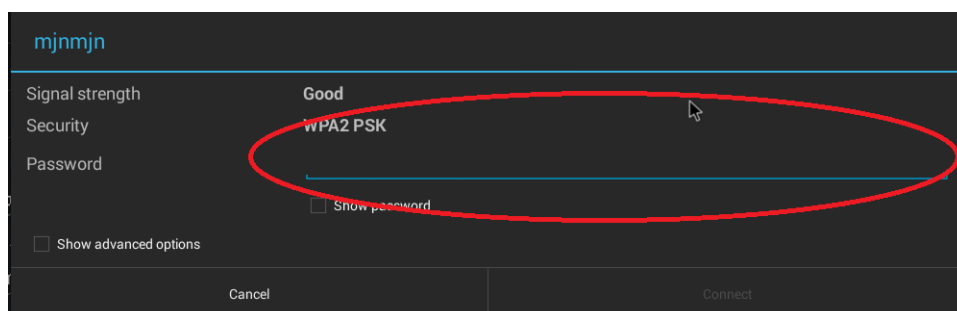 mjnmjn
Signal strength Good
Security WPA2 PSK
Password
Show password
Show advanced options
Cancel Connect